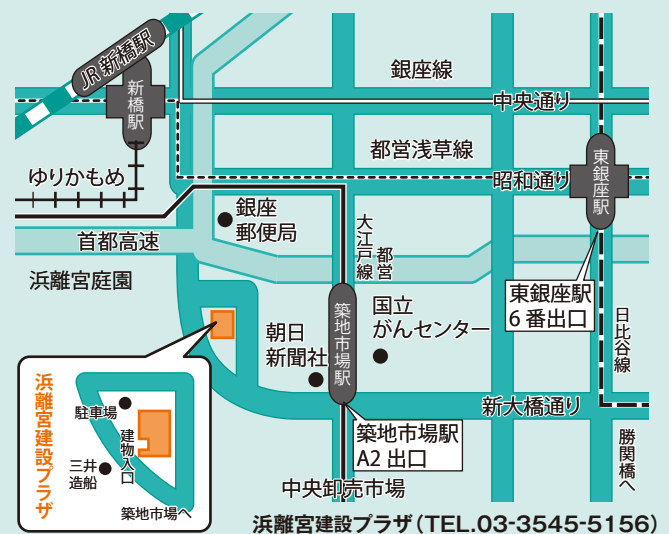 JR 新橋駅
新橋駅
銀座線
中央通り
都営浅草線
昭和通り
東銀座駅
ゆりかもめ
首都高速
銀座
郵便局
都営
大江戸線
浜離宮庭園
東銀座駅
6 番出口
築地市場駅
国立
がんセンター
朝日
新聞社
日比谷線
新大橋通り
築地市場駅
A2 出口
勝関橋へ
中央卸売市場
浜離宮建設プラザ
駐車場
建物入口
三井
造船
築地市場へ
浜離宮建設プラザ(TEL.03-3545-5156)